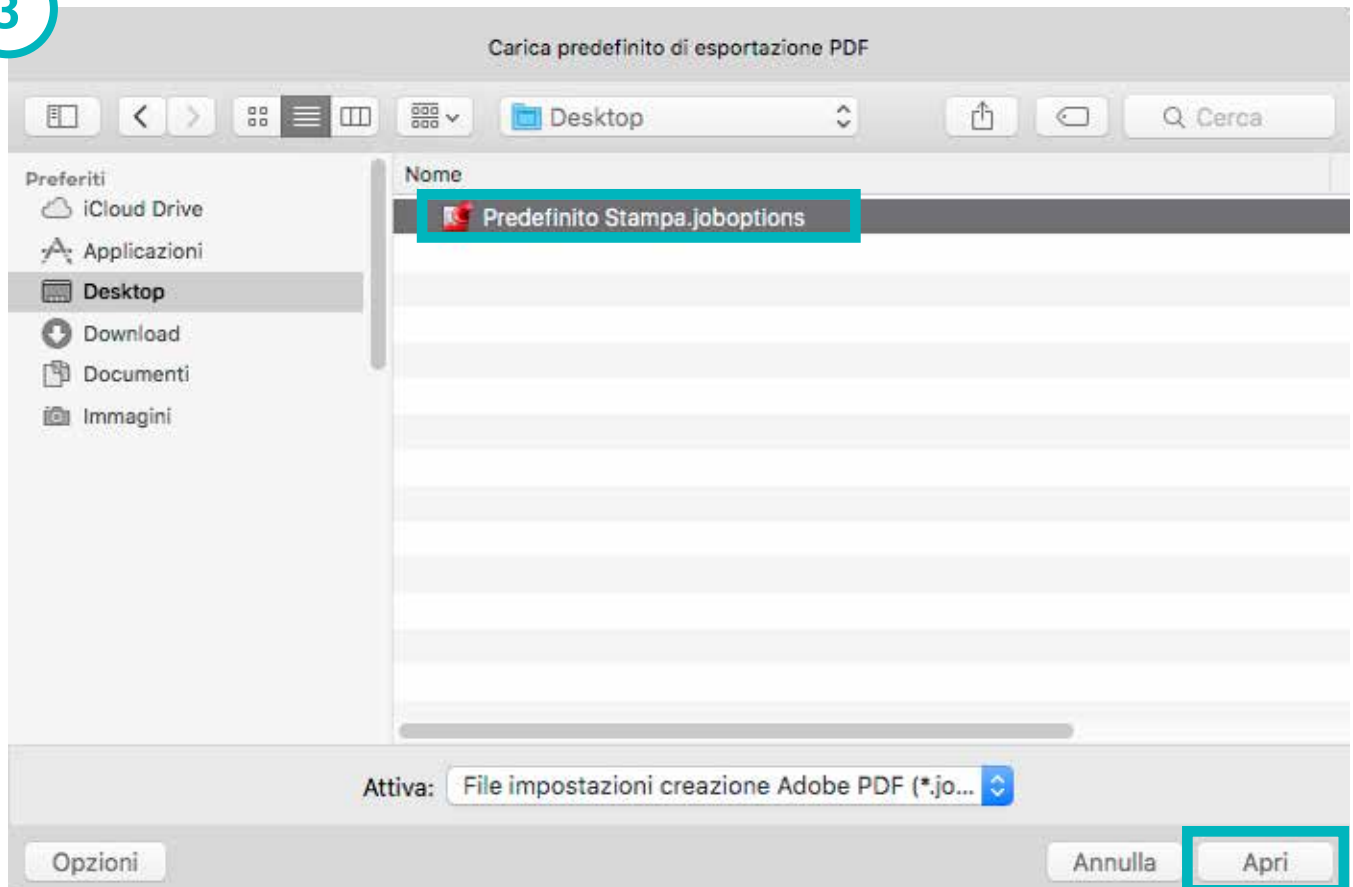 3
Carica predefinito di esportazione PDF
Desktop
Cerca
Preferiti
iCloud Drive
Applicazioni
Desktop
Download
Documenti
Immagini
Nome
Predefinito Stampa.joboptions
Attiva: File impostazioni creazione Adobe PDF (*.jo...
Opzioni
Annulla
Apri